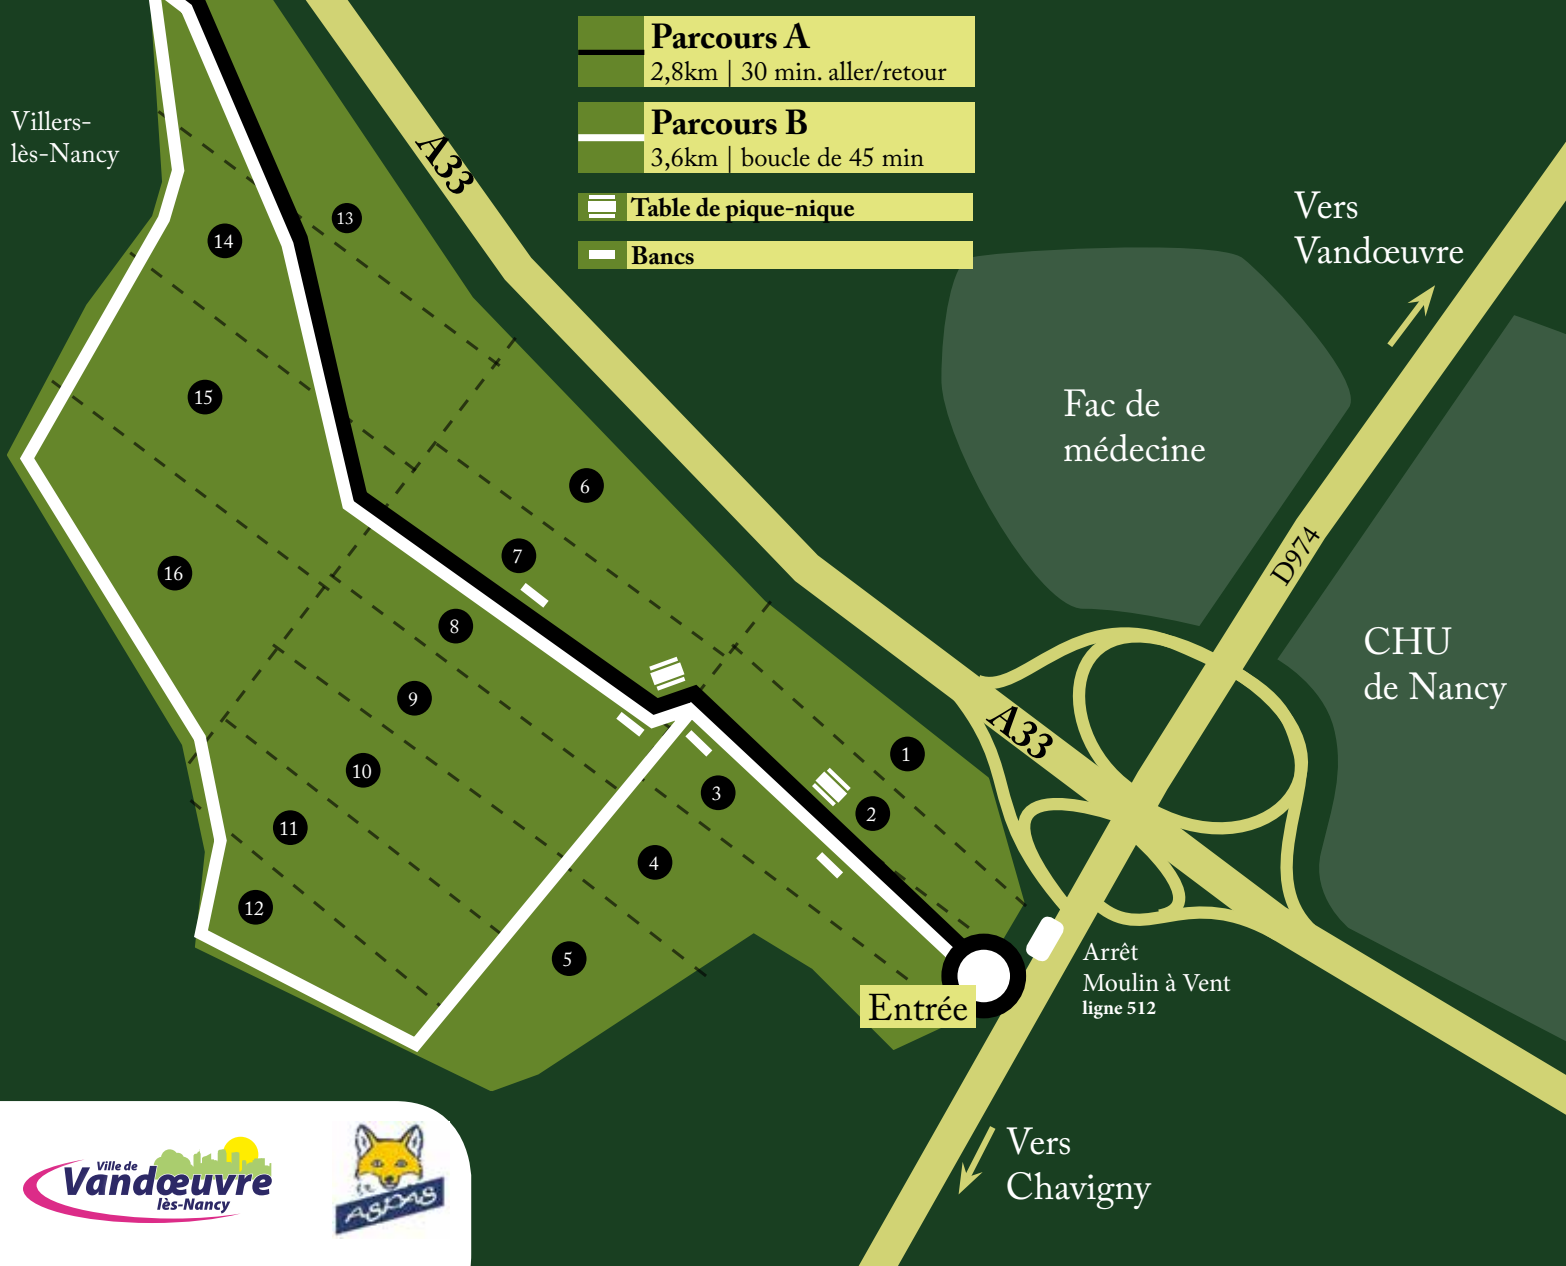 Parcours A
2,8km | 30 min. aller/retour
Parcours B
3,6km | boucle de 45 min
Table de pique-nique
Bancs
Villers-
lès-Nancy
A33
Vers
Vandœuvre
Fac de
médecine
D974
CHU
de Nancy
A33
13
14
15
16
6
7
8
9
10
11
12
1
2
3
4
5
Entrée
Arrêt
Moulin à Vent
ligne 512
Vers
Chavigny
Ville de
Vandœuvre
lès-Nancy
ASPAS